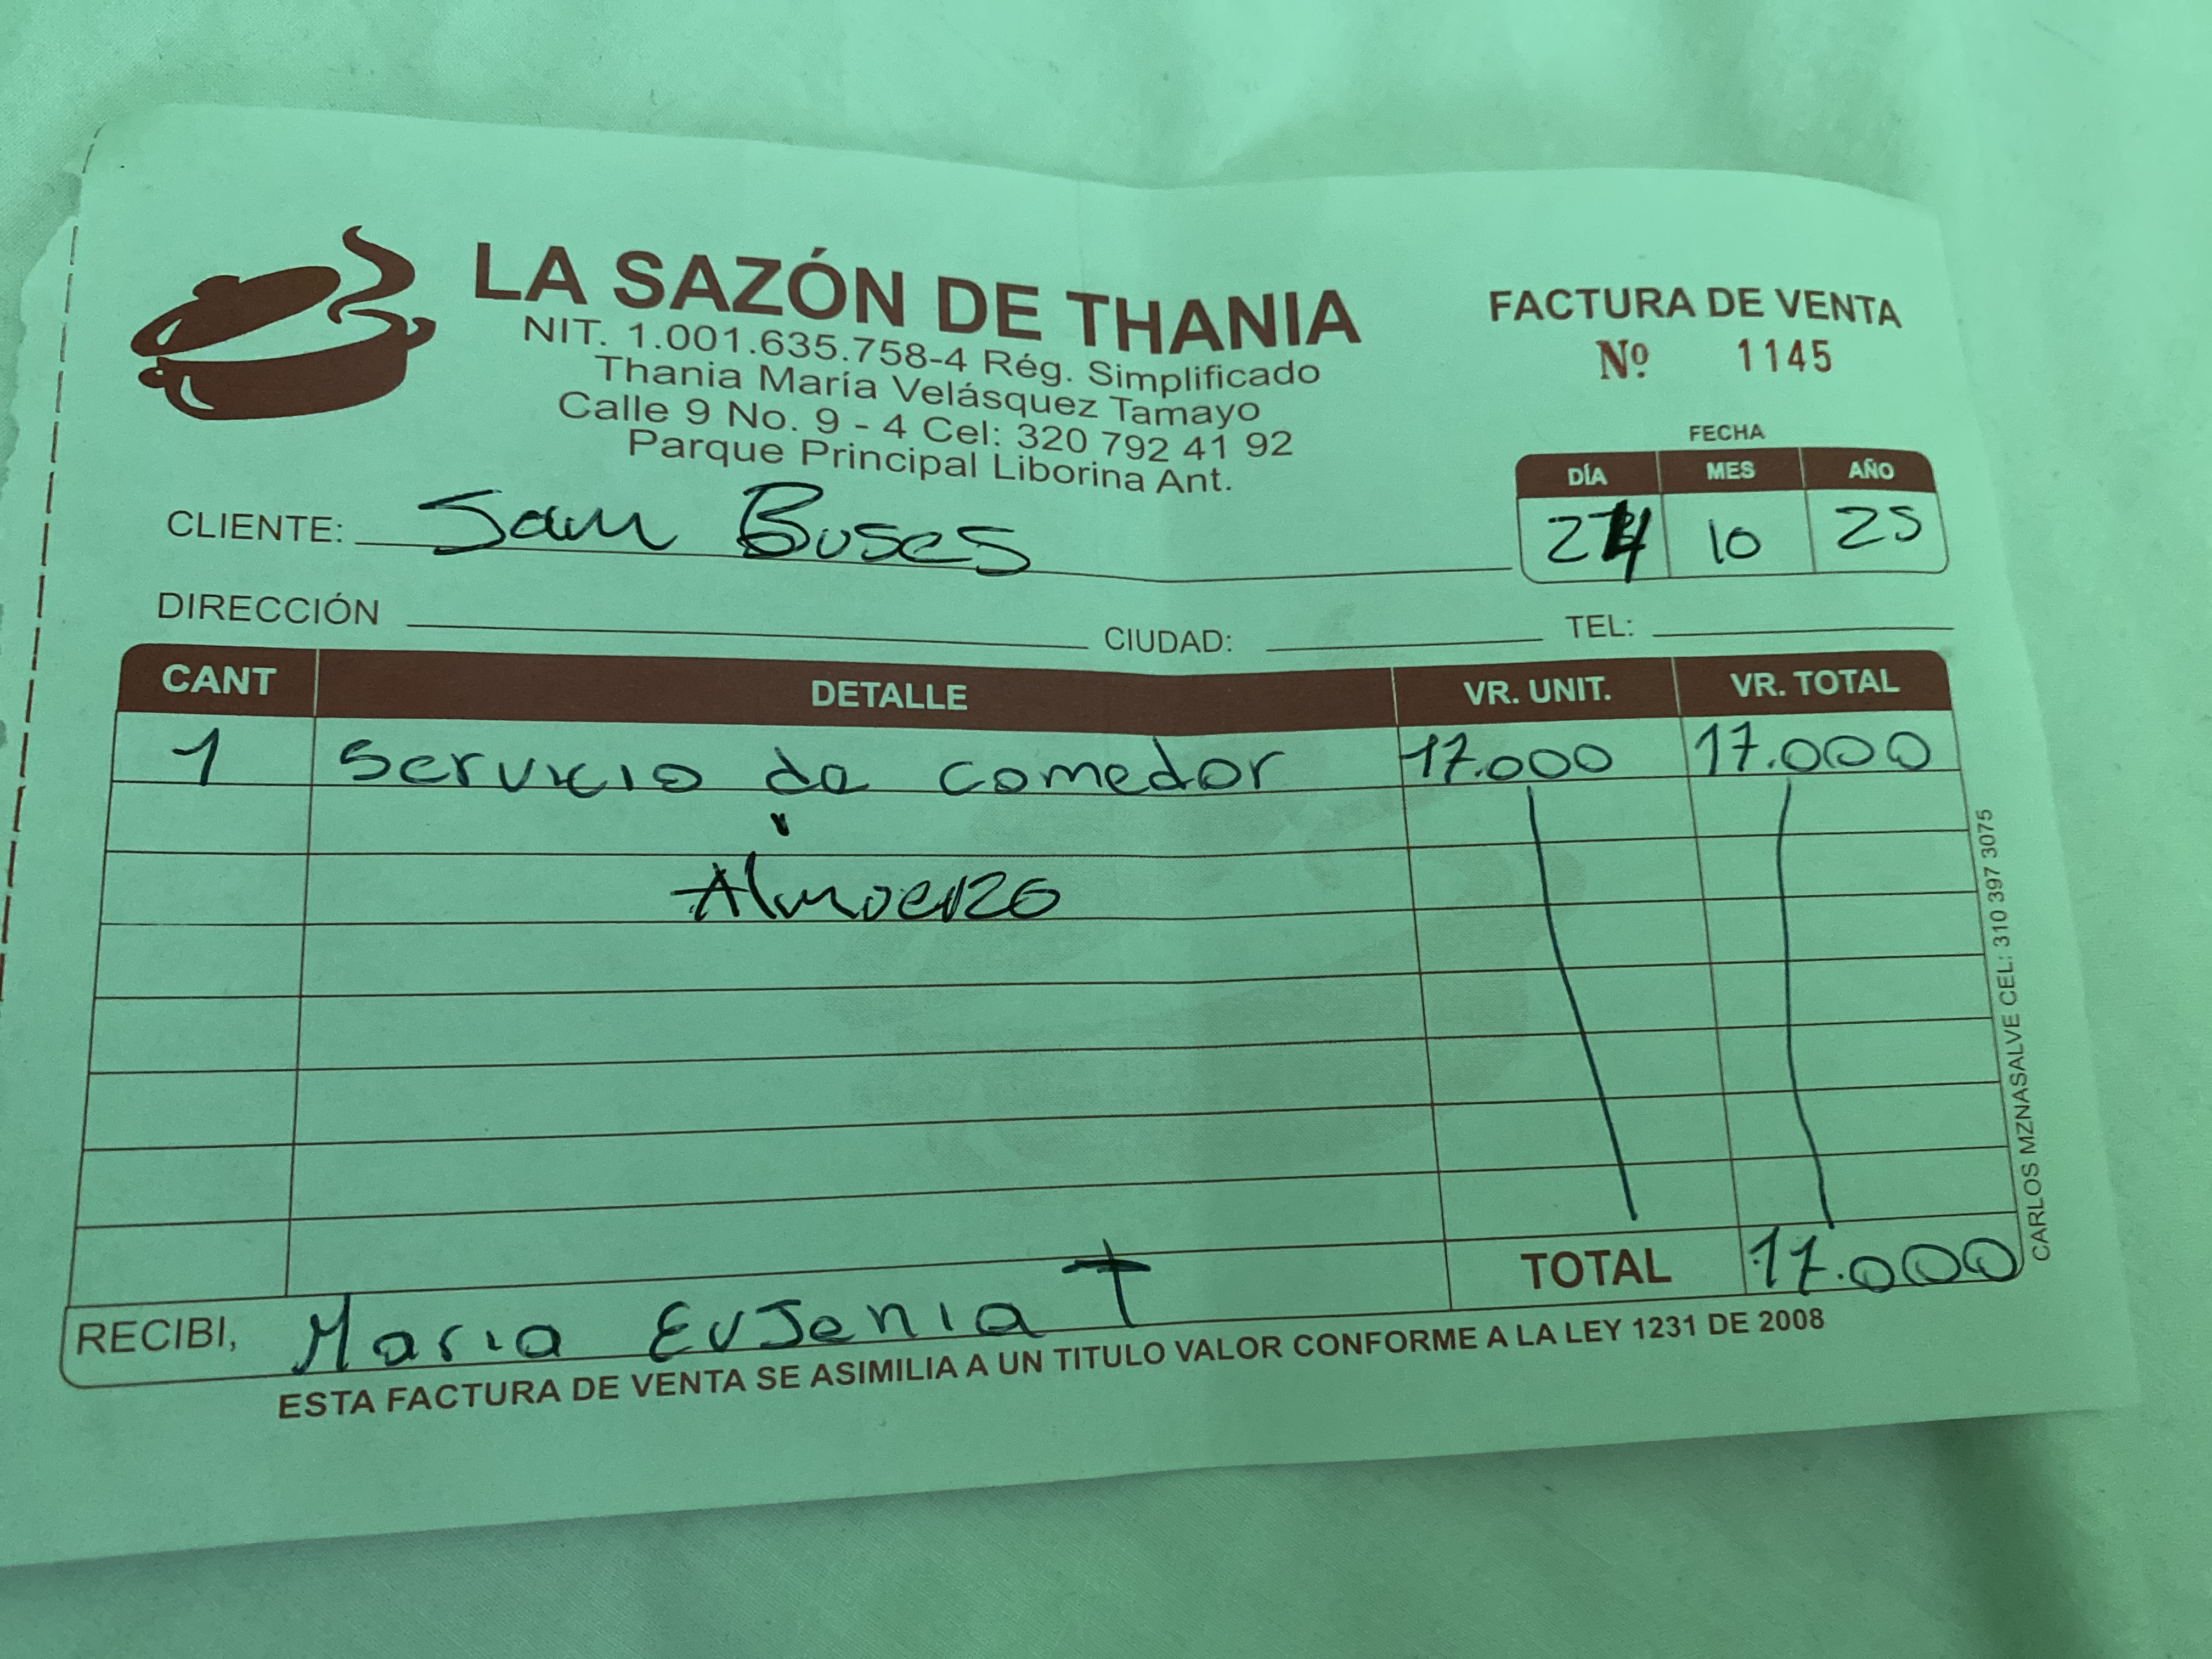 LA SAZÓN DE THANIA
NIT. 1.001.635.758-4 Rég. Simplificado
Thania María Velásquez Tamayo
Calle 9 No. 9 - 4 Cel: 320 792 41 92
Parque Principal Liborina Ant.
FACTURA DE VENTA
Nº 1145
FECHA
DÍA MES AÑO
24 10 25
CLIENTE: Sam Buses
DIRECCIÓN CIUDAD: TEL:
CANT DETALLE VR. UNIT. VR. TOTAL
1 Servicio de comedor 17.000 17.000
Almuerzo
TOTAL 17.000
RECIBI, Maria Eugenia T
ESTA FACTURA DE VENTA SE ASIMILIA A UN TITULO VALOR CONFORME A LA LEY 1231 DE 2008
CARLOS MZNASALVE CEL: 310 397 3075